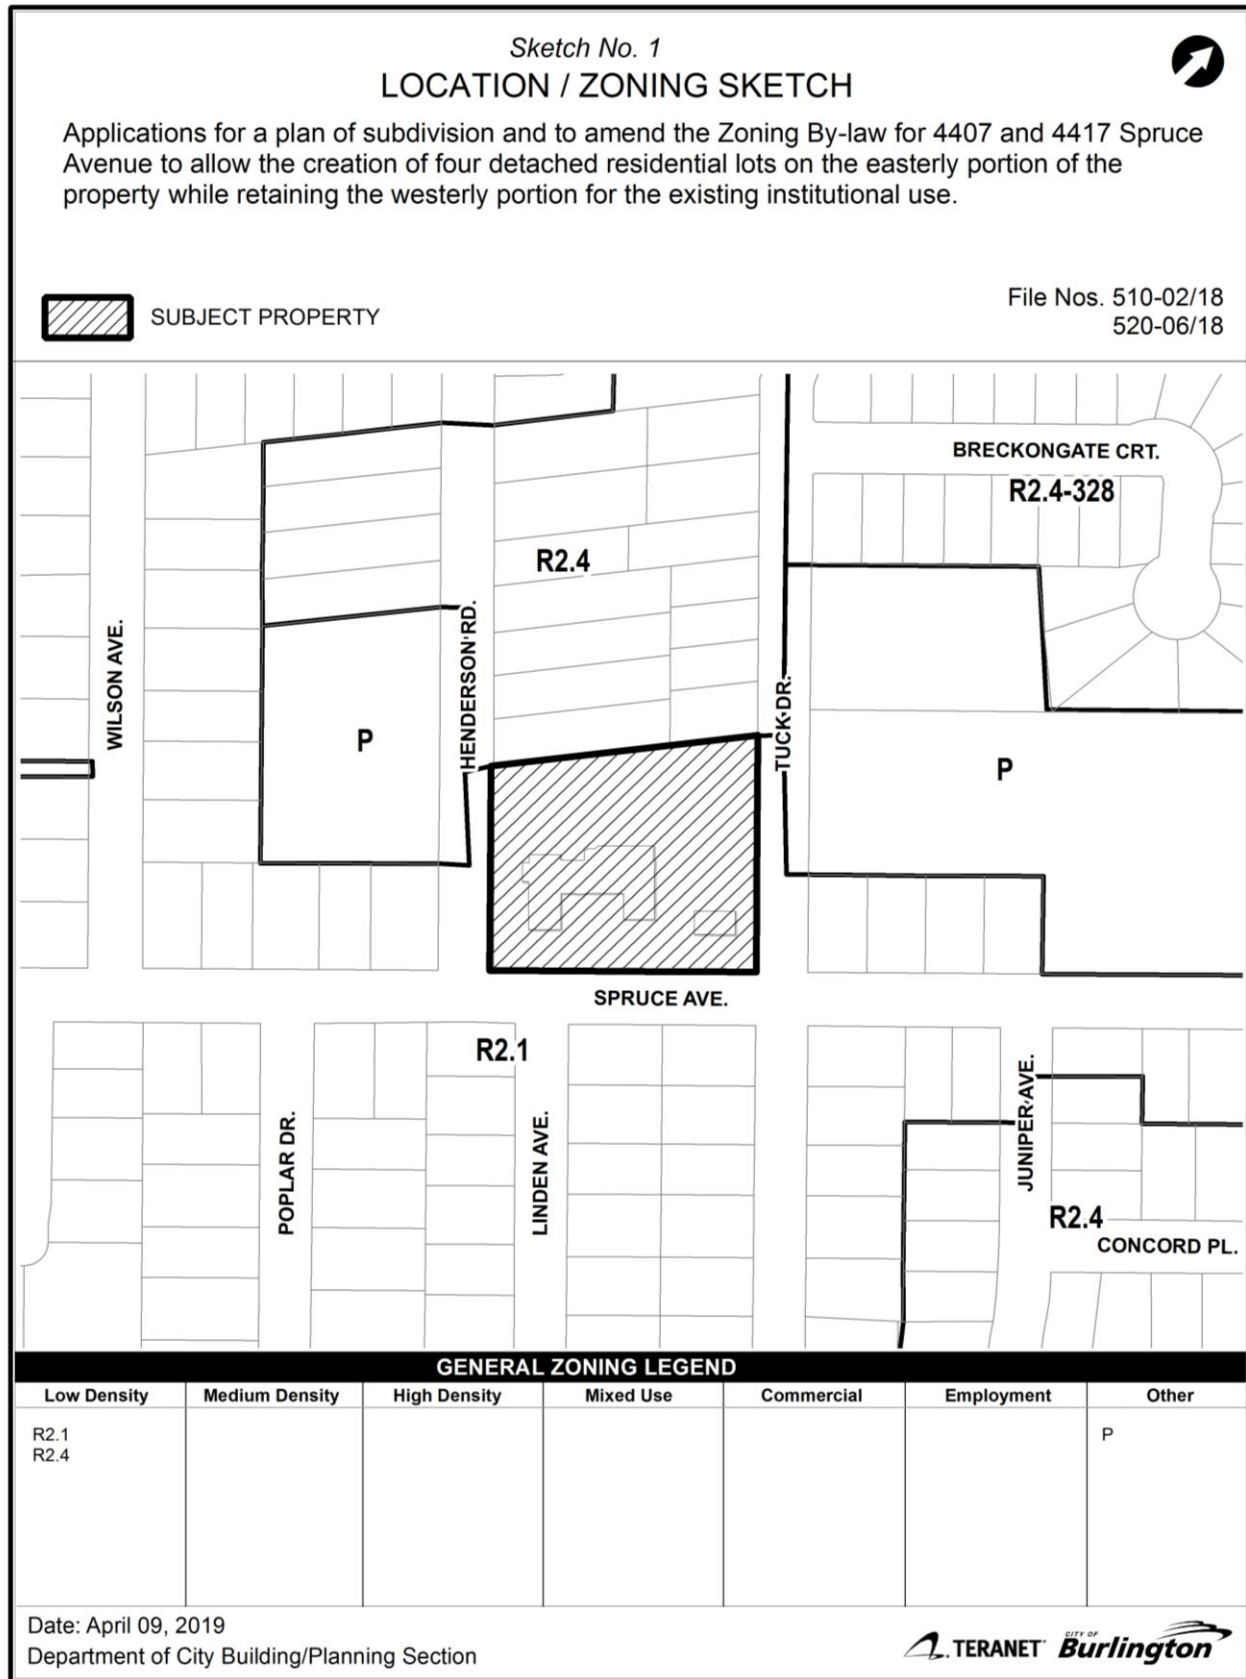 Sketch No. 1
LOCATION / ZONING SKETCH
Applications for a plan of subdivision and to amend the Zoning By-law for 4407 and 4417 Spruce
Avenue to allow the creation of four detached residential lots on the easterly portion of the
property while retaining the westerly portion for the existing institutional use.
SUBJECT PROPERTY
File Nos. 510-02/18
520-06/18
BRECKONGATE CRT.
R2.4-328
R2.4
WILSON AVE.
HENDERSON RD.
TUCK DR.
P
P
SPRUCE AVE.
R2.1
POPLAR DR.
LINDEN AVE.
JUNIPER AVE.
R2.4
CONCORD PL.
GENERAL ZONING LEGEND
Low Density Medium Density High Density Mixed Use Commercial Employment Other
R2.1 P
R2.4
Date: April 09, 2019
Department of City Building/Planning Section
TERANET
CITY OF
Burlington